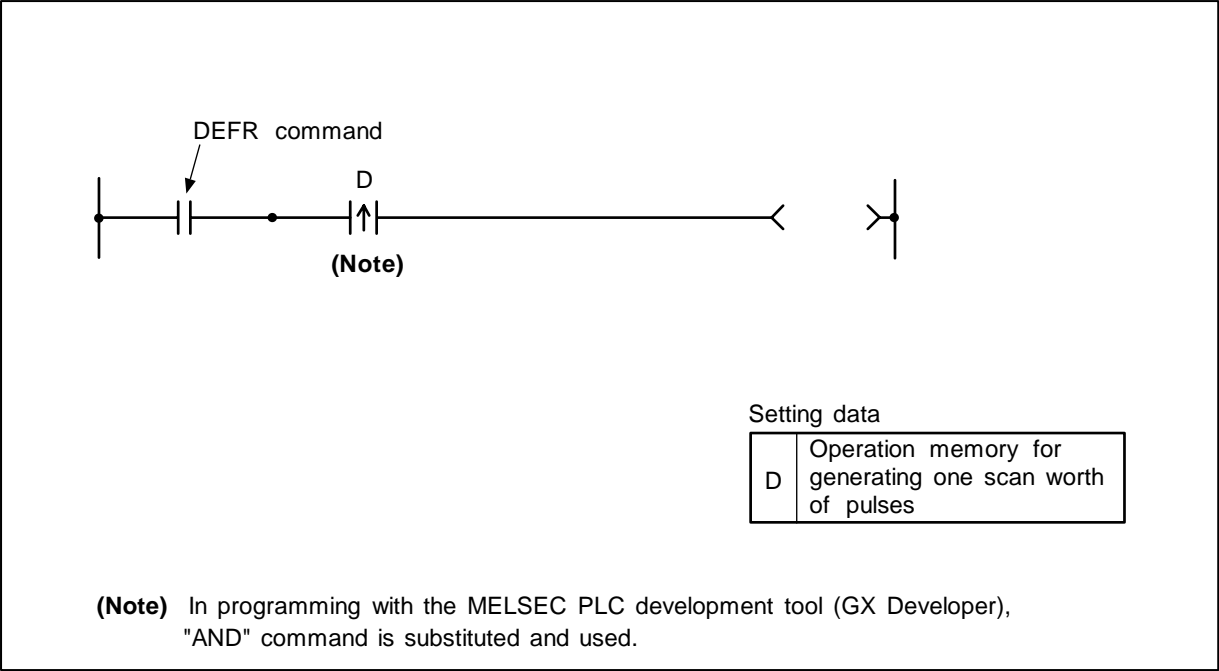 DEFR command
D
(Note)
Setting data
D
Operation memory for
generating one scan worth
of pulses
(Note) In programming with the MELSEC PLC development tool (GX Developer),
"AND" command is substituted and used.